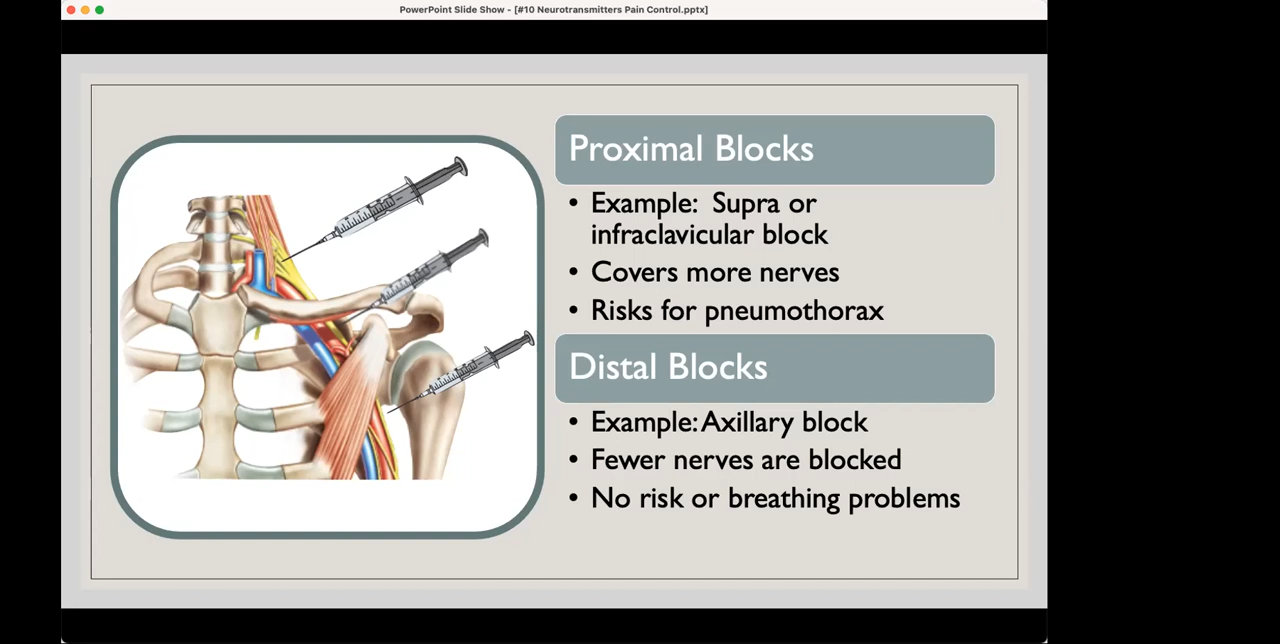 PowerPoint Slide Show - [#10 Neurotransmitters Pain Control.pptx]
Proximal Blocks
• Example:  Supra or
infraclavicular block
• Covers more nerves
• Risks for pneumothorax
Distal Blocks
• Example: Axillary block
• Fewer nerves are blocked
• No risk or breathing problems